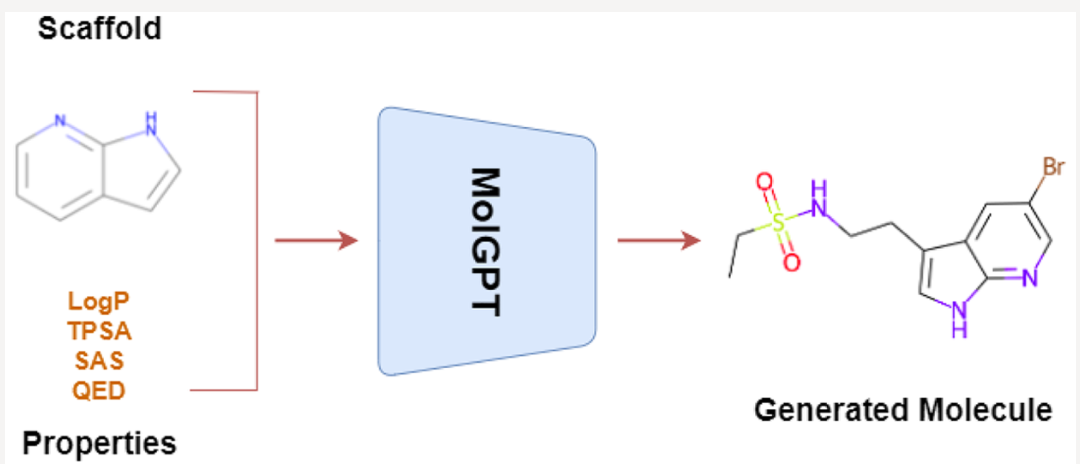 Scaffold
N
H
N
LogP
TPSA
SAS
QED
Properties
MolGPT
O
S
O
H
N
Br
N
N
H
Generated Molecule